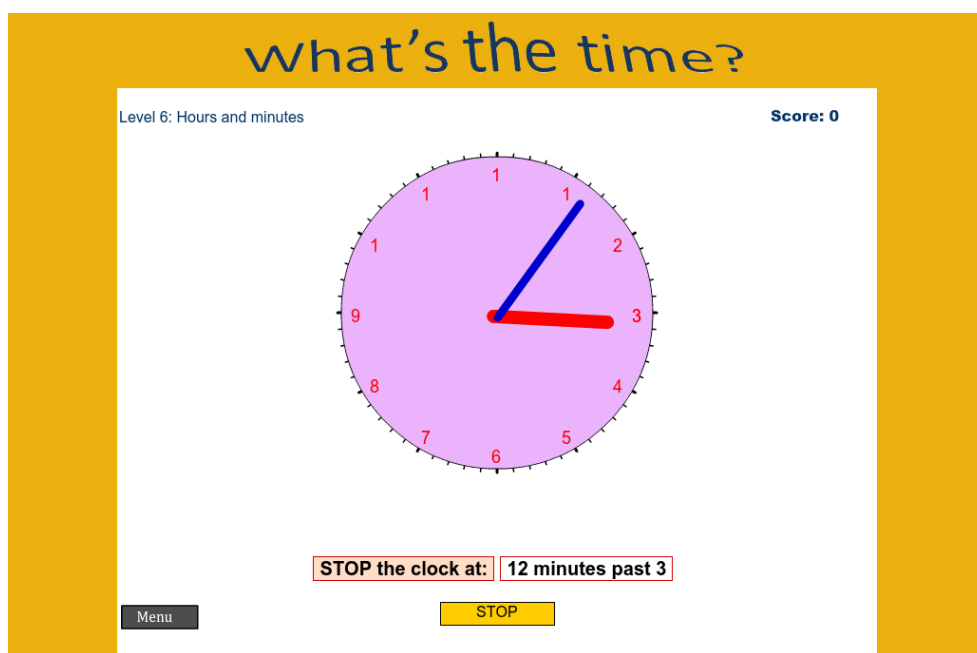 What's the time?
Level 6: Hours and minutes
Score: 0
1
1
1
1
2
9
3
8
4
7
5
6
STOP the clock at: 12 minutes past 3
STOP
Menu